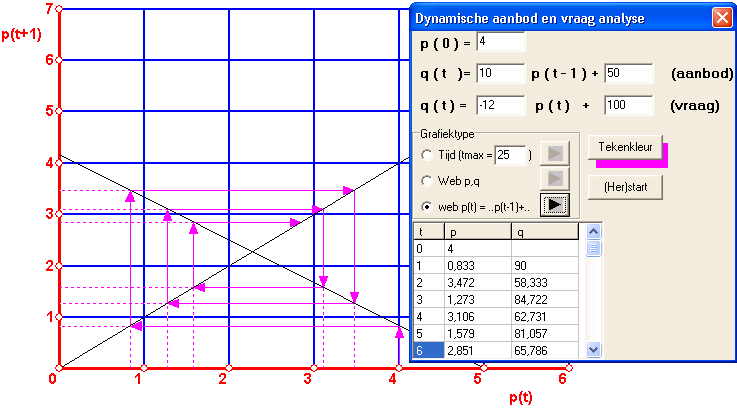 7
p(t+1)
6
5
4
3
2
1
0 1 2 3 4 5 6
p(t)
Dynamische aanbod en vraag analyse
p ( 0 ) = 4
q ( t ) = 10 p ( t - 1 ) + 50 (aanbod)
q ( t ) = -12 p ( t ) + 100 (vraag)
Grafiektype
Tijd (tmax = 25 )
Web p,q
web p(t) = ..p(t-1)+..
Tekenkleur
(Her)start
t p q
0 4
1 0,833 90
2 3,472 58,333
3 1,273 84,722
4 3,106 62,731
5 1,579 81,057
6 2,851 65,786